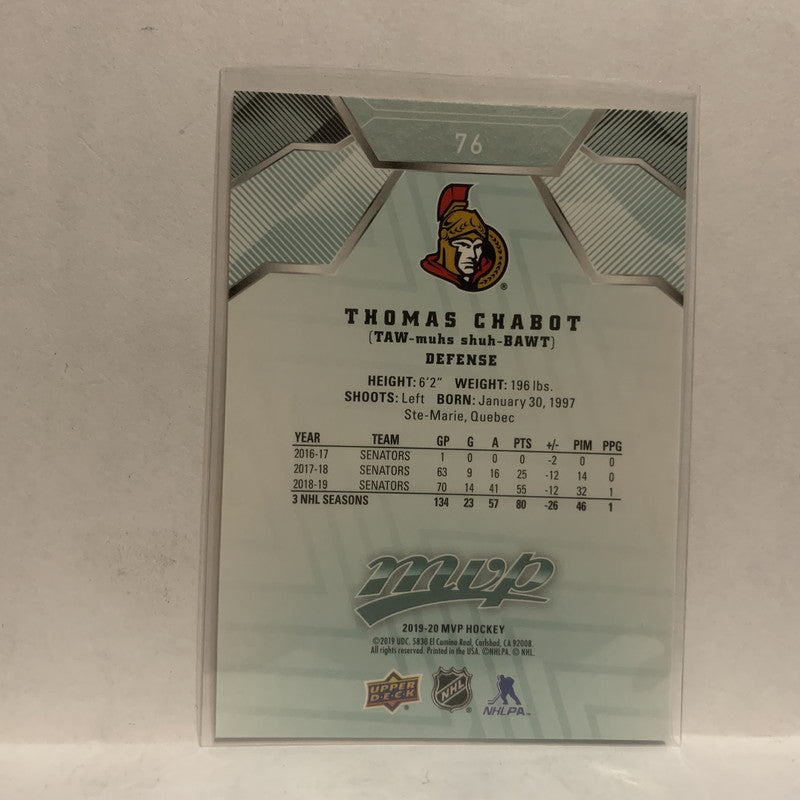 76
THOMAS CHABOT
(TAW-muhs shuh-BAWT)
DEFENSE
HEIGHT: 6'2" WEIGHT: 196 lbs.
SHOOTS: Left BORN: January 30, 1997
Ste-Marie, Quebec
YEAR TEAM GP G A PTS +/- PIM PPG
2016-17 SENATORS 1 0 0 0 -2 0 0
2017-18 SENATORS 63 9 16 25 -12 14 0
2018-19 SENATORS 70 14 41 55 -12 32 1
3 NHL SEASONS 134 23 57 80 -26 46 1
mvp
2019-20 MVP HOCKEY
©2019 UDC. 5830 El Camino Real, Carlsbad, CA 92008.
All rights reserved. Printed in the USA. ©NHLPA. © NHL.
UPPER DECK NHL NHLPA